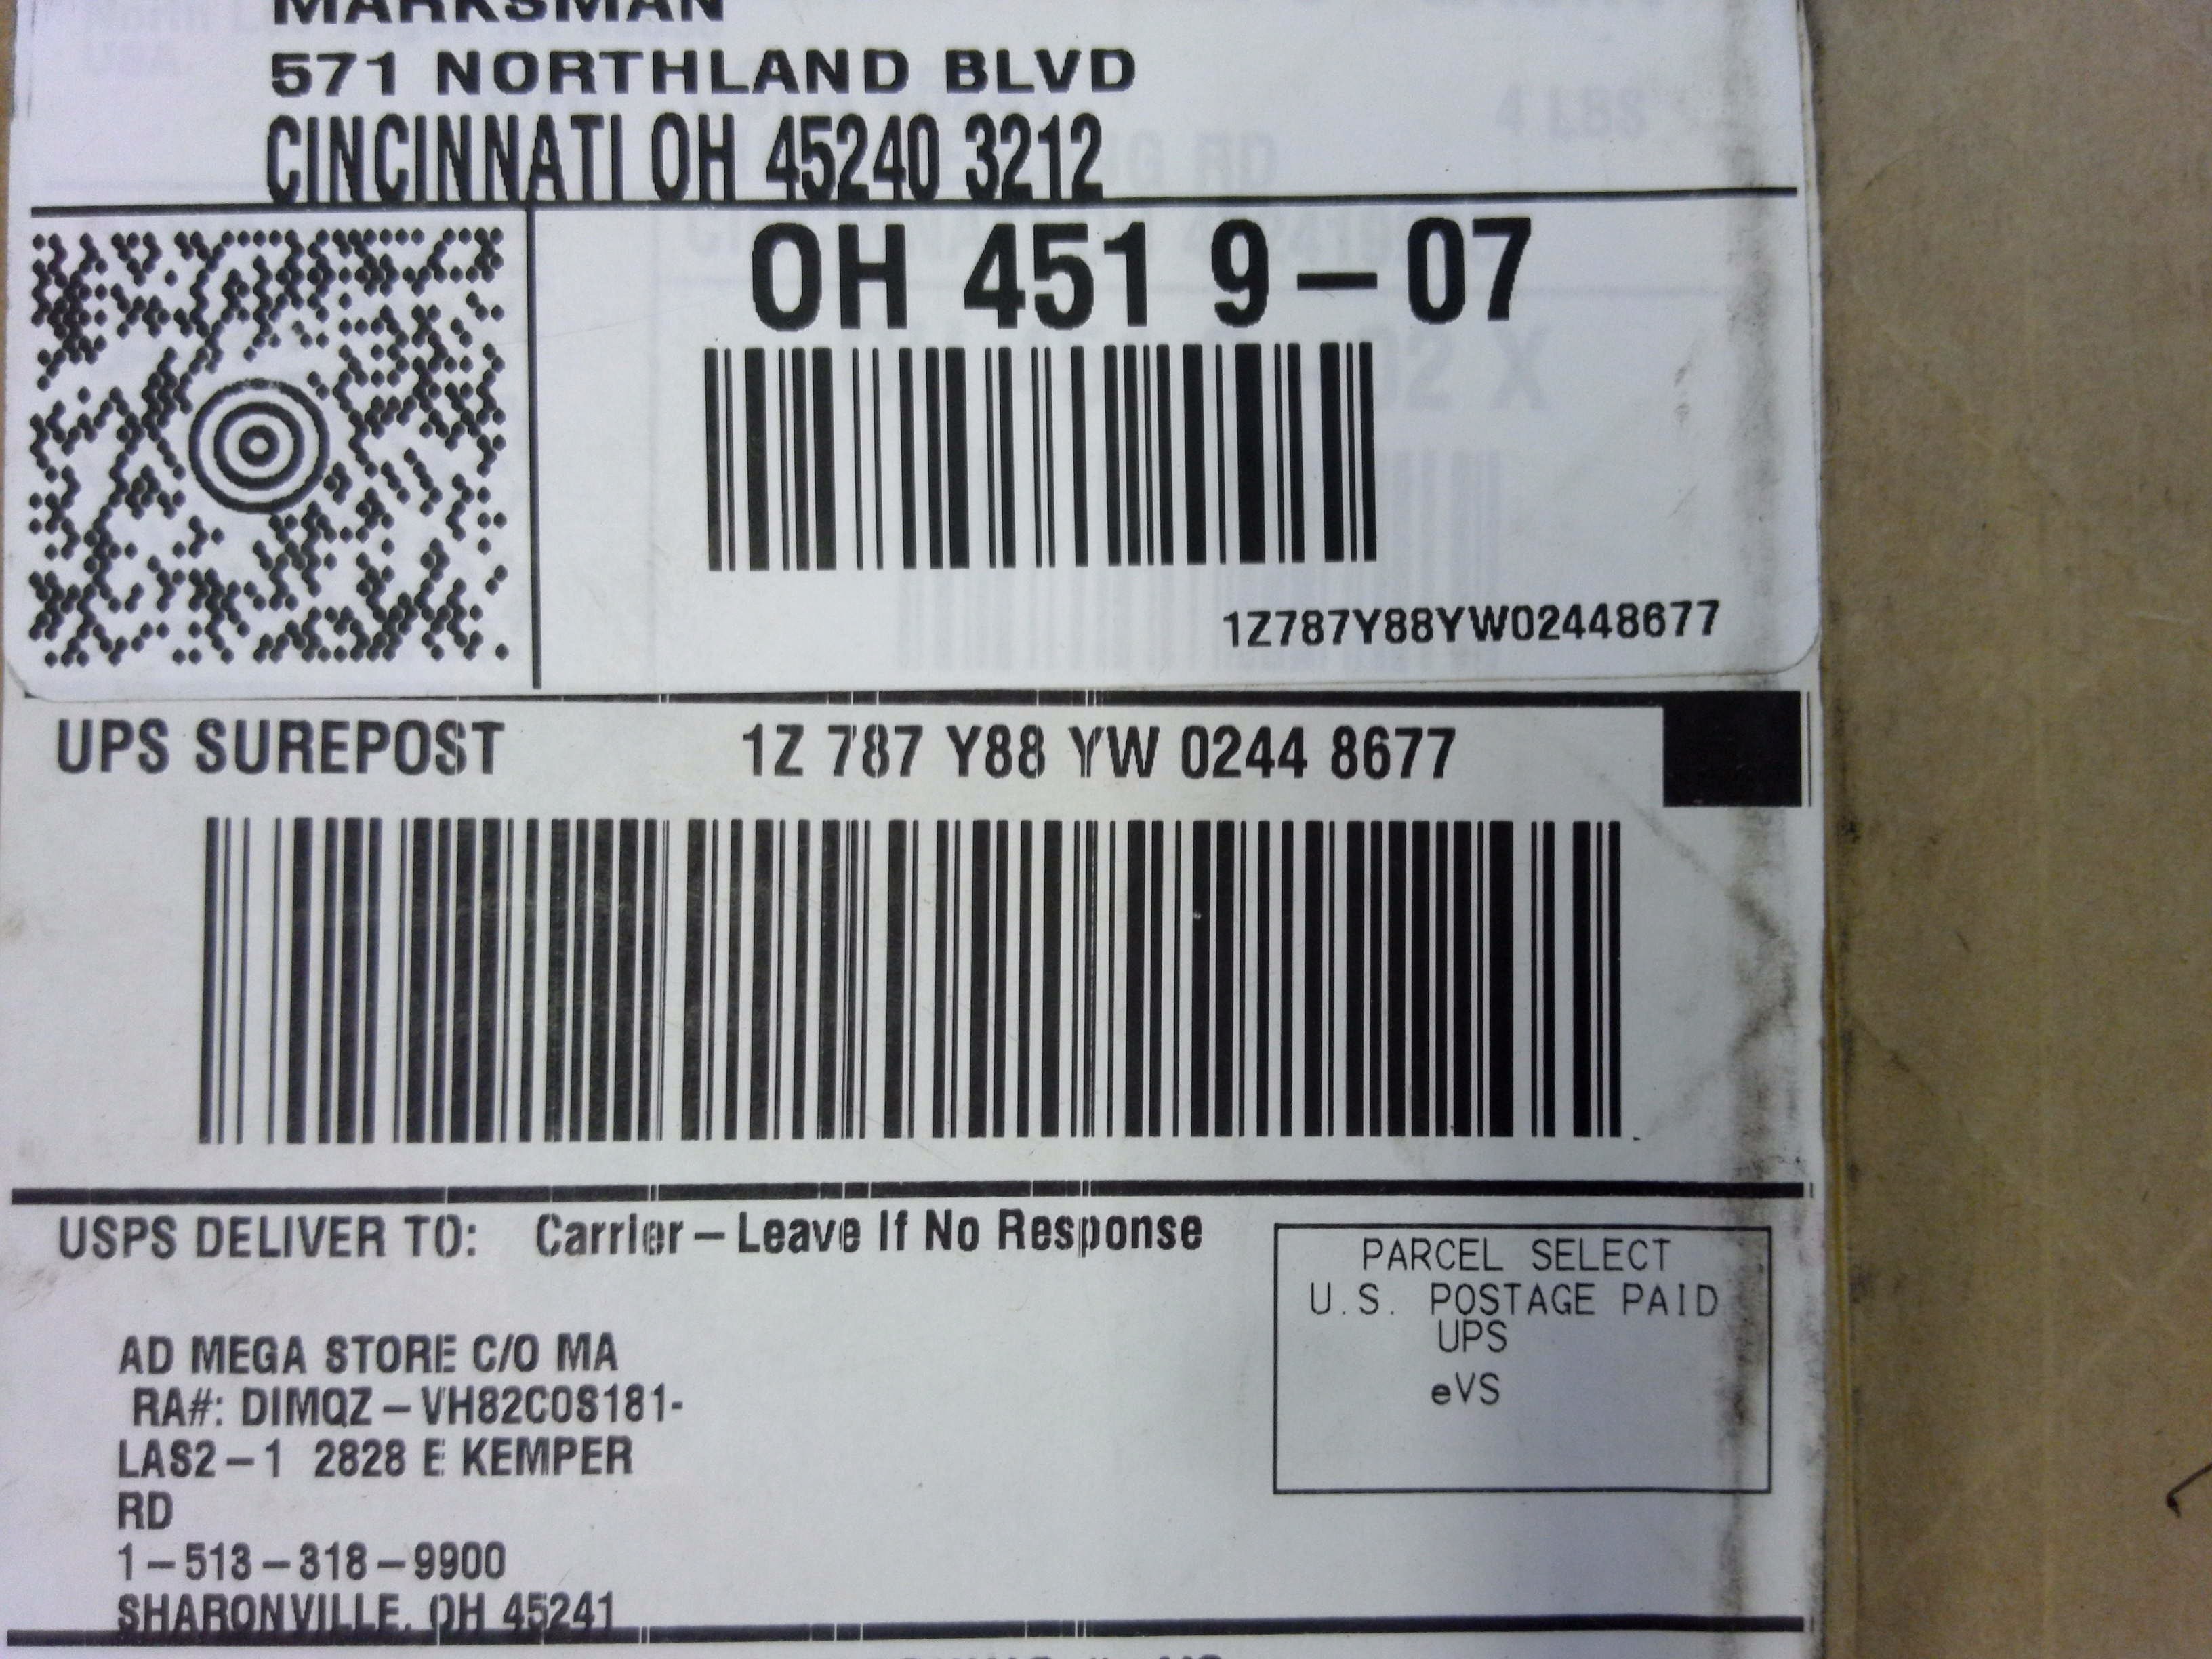 MARKSMAN
571 NORTHLAND BLVD
CINCINNATI OH 45240 3212
4 LBS
OH 451 9-07
1Z787Y88YW02448677
UPS SUREPOST 1Z 787 Y88 YW 0244 8677
USPS DELIVER TO: Carrier-Leave If No Response
PARCEL SELECT
U.S. POSTAGE PAID
UPS
eVS
AD MEGA STORE C/O MA
RA#: DIMQZ-VH82C0S181-
LAS2-1 2828 E KEMPER
RD
1-513-318-9900
SHARONVILLE, OH 45241